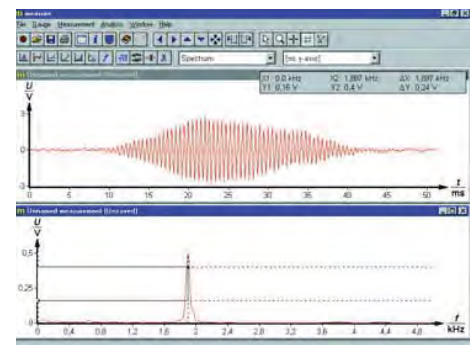 measure
File Gauge Measurement Analysis Window Help
Spectrum
[no y-axis]
Unnamed measurement (Unsaved)
X1: 0,0 kHz X2: 1,897 kHz ΔX: 1,897 kHz
Y1: 0,16 V Y2: 0,4 V ΔY: 0,24 V
U
V
3
0
-3
0 5 10 15 20 25 30 35 40 45 50
t
ms
Unnamed measurement (Unsaved)
U
V
0,5
0,25
0
0 0,4 0,8 1,2 1,6 2 2,4 2,8 3,2 3,6 4 4,4 4,8
f
kHz